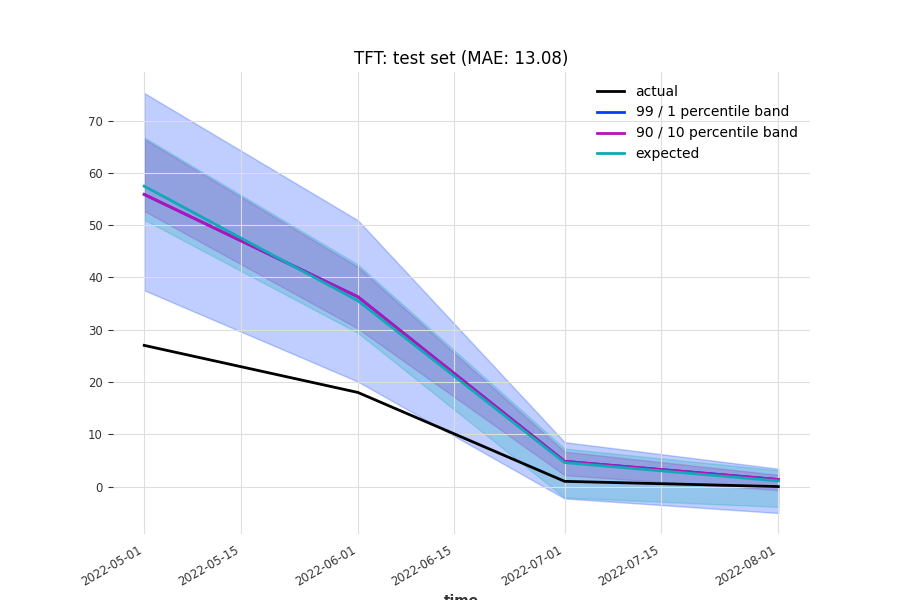 TFT: test set (MAE: 13.08)
actual
99 / 1 percentile band
90 / 10 percentile band
expected
70
60
50
40
30
20
10
0
2022-05-01
2022-05-15
2022-06-01
2022-06-15
2022-07-01
2022-07-15
2022-08-01
time